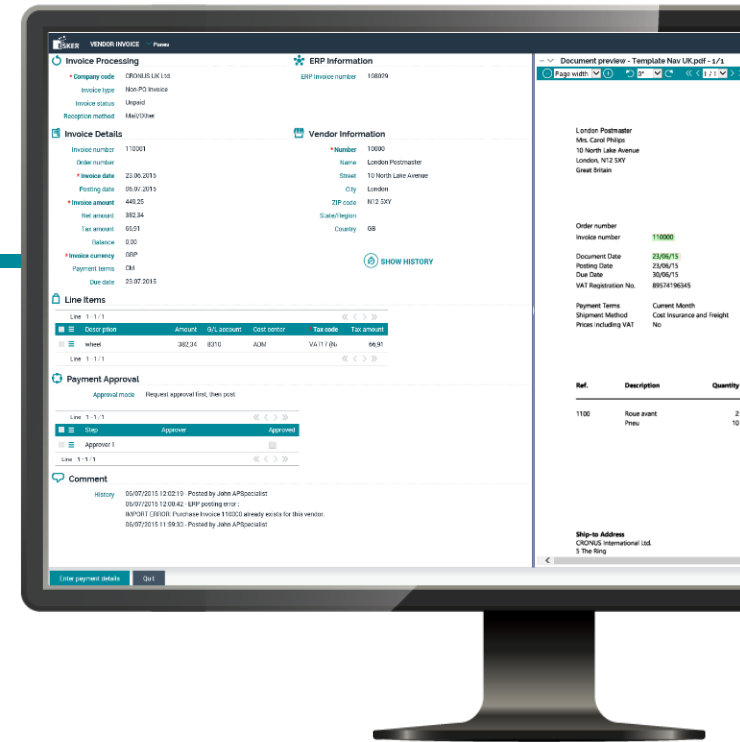 ESKER VENDOR INVOICE
Invoice Processing
* Company code CRONUS UK Ltd.
Invoice type Non-PO Invoice
Invoice status Unpaid
Reception method Mail/Other
ERP Information
ERP Invoice number 108029
Invoice Details
Invoice number 110001
Order number
* Invoice date 23.06.2015
Posting date 06.07.2015
* Invoice amount 449,25
Net amount 382,34
Tax amount 66,91
Balance 0,00
* Invoice currency GBP
Payment terms CM
Due date 23.07.2015
Vendor Information
* Number 10000
Name London Postmaster
Street 10 North Lake Avenue
City London
ZIP code N12 5XY
State/Region
Country GB
SHOW HISTORY
Line Items
Line 1-1/1
Description Amount G/L account Cost center * Tax code Tax amount
wheel 382,34 8310 ADM 66,91
Line 1-1/1
Payment Approval
Approval mode Request approval first, then post
Line 1-1/1
Step Approver Approved
Approver 1
Line 1-1/1
Comment
History 06/07/2015 12:02:19 - Posted by John APSpecialist
06/07/2015 12:00:42 - ERP posting error :
IMPORT ERROR: Purchase Invoice 110000 already exists for this vendor.
06/07/2015 11:59:30 - Posted by John APSpecialist
Enter payment details Quit
Document preview - Template Nav UK.pdf - 1/1
Page width 0° 1 / 1
London Postmaster
Mrs. Carol Philips
10 North Lake Avenue
London, N12 5XY
Great Britain
Order number
Invoice number 110000
Document Date 23/06/15
Posting Date 23/06/15
Due Date 30/06/15
VAT Registration No. 89574196345
Payment Terms Current Month
Shipment Method Cost Insurance and Freight
Prices Including VAT No
Ref. Description Quantity
1100 Roue avant 2
Pneu 10
Ship-to Address
CRONUS International Ltd.
5 The Ring